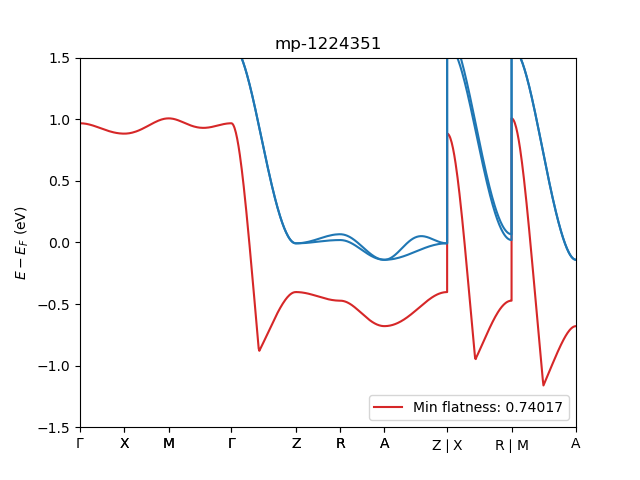 mp-1224351
E − E_F (eV)
1.5
1.0
0.5
0.0
−0.5
−1.0
−1.5
Min flatness: 0.74017
Γ X M Γ Z R A Z | X R | M A